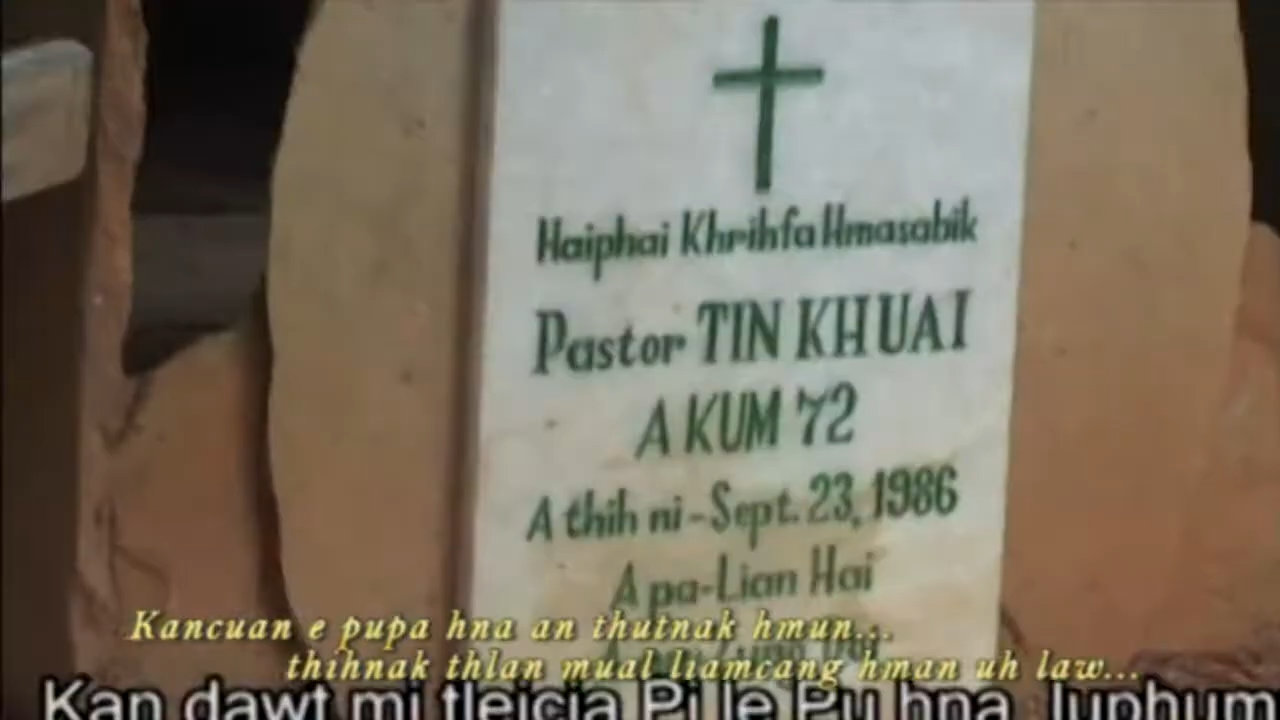 Haiphai Khrihfa Hmasabik
Pastor TIN KHUAI
A KUM 72
A thih ni-Sept. 23, 1986
A pa-Lian Hai
Kancuan e pupa hna an thutnak hmun...
thihnak thlan mual liamcang hman uh law...
Kan dawt mi tleicia Pi le Pu hna, luphum